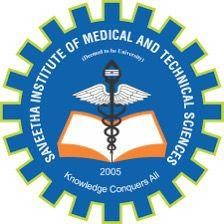 SAVEETHA INSTITUTE OF MEDICAL AND TECHNICAL SCIENCES
(Deemed to be University)
2005
Knowledge Conquers All